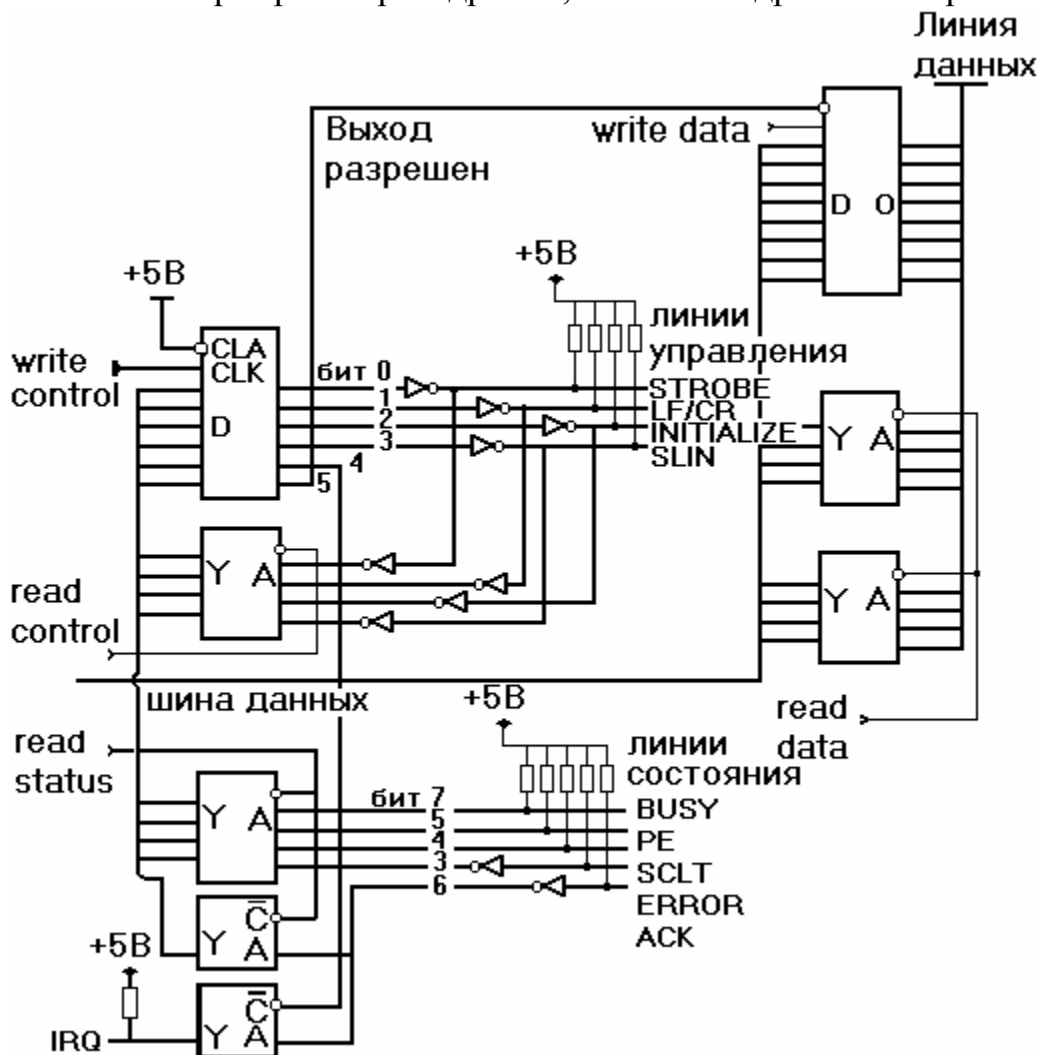 Линия
данных
Выход
разрешен
write data
D O
+5В
+5В
линии
управления
write
control
CLA
CLK
D
бит 0
1
2
3
4
5
STROBE
LF/CR
INITIALIZE
SLIN
Y A
Y A
read
control
Y A
шина данных
+5В
read
data
read
status
линии
состояния
Y A
бит 7
5
4
3
6
BUSY
PE
SCLT
ERROR
ACK
C
Y A
+5В
C
IRQ
Y A